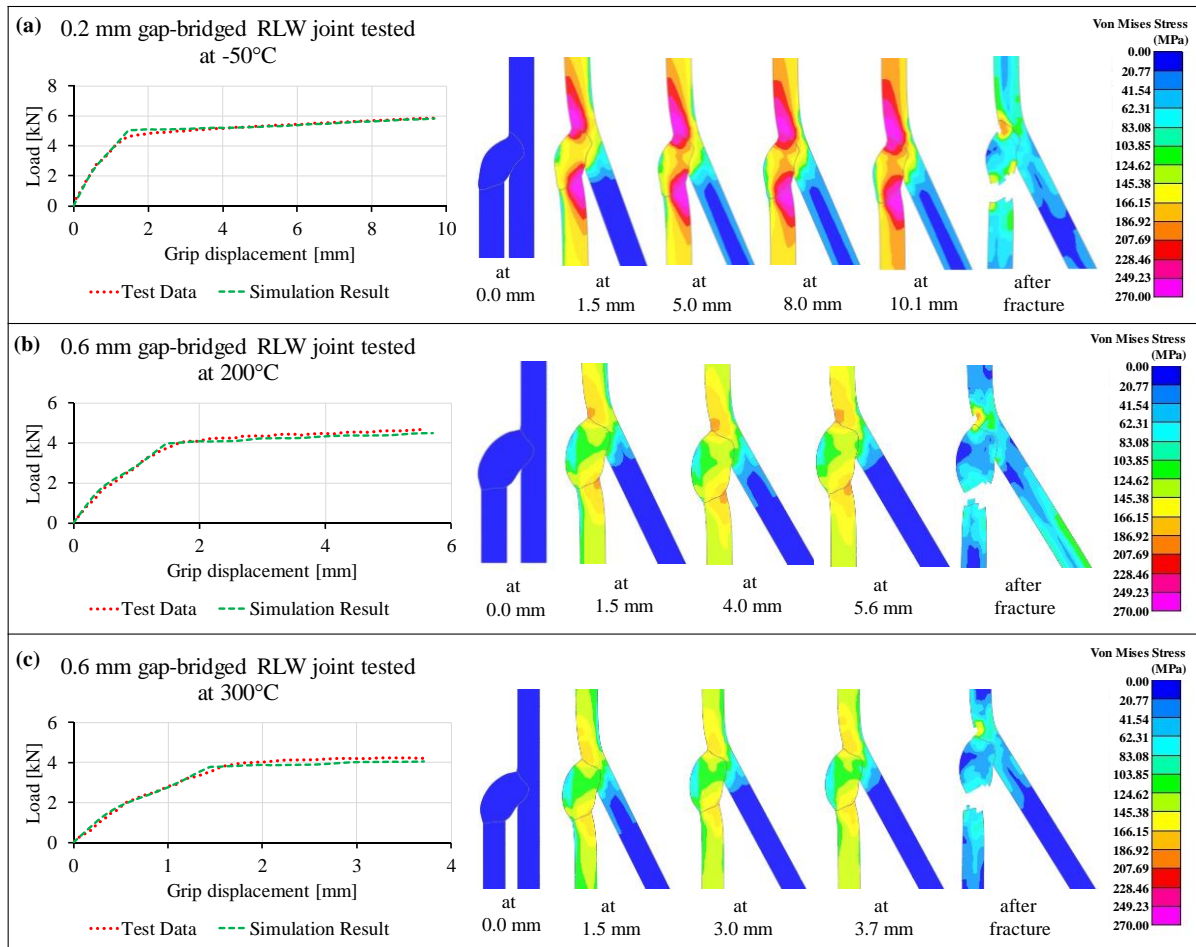 (a) 0.2 mm gap-bridged RLW joint tested
at -50°C
Load [kN]
8
6
4
2
0
0 2 4 6 8 10
Grip displacement [mm]
Test Data Simulation Result
at
0.0 mm
at
1.5 mm
at
5.0 mm
at
8.0 mm
at
10.1 mm
after
fracture
Von Mises Stress
(MPa)
0.00
20.77
41.54
62.31
83.08
103.85
124.62
145.38
166.15
186.92
207.69
228.46
249.23
270.00
(b) 0.6 mm gap-bridged RLW joint tested
at 200°C
Load [kN]
6
4
2
0
0 2 4 6
Grip displacement [mm]
Test Data Simulation Result
at
0.0 mm
at
1.5 mm
at
4.0 mm
at
5.6 mm
after
fracture
Von Mises Stress
(MPa)
0.00
20.77
41.54
62.31
83.08
103.85
124.62
145.38
166.15
186.92
207.69
228.46
249.23
270.00
(c) 0.6 mm gap-bridged RLW joint tested
at 300°C
Load [kN]
6
4
2
0
0 1 2 3 4
Grip displacement [mm]
Test Data Simulation Result
at
0.0 mm
at
1.5 mm
at
3.0 mm
at
3.7 mm
after
fracture
Von Mises Stress
(MPa)
0.00
20.77
41.54
62.31
83.08
103.85
124.62
145.38
166.15
186.92
207.69
228.46
249.23
270.00